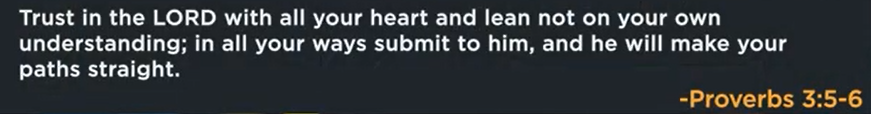 Trust in the LORD with all your heart and lean not on your own
understanding; in all your ways submit to him, and he will make your
paths straight.
-Proverbs 3:5-6